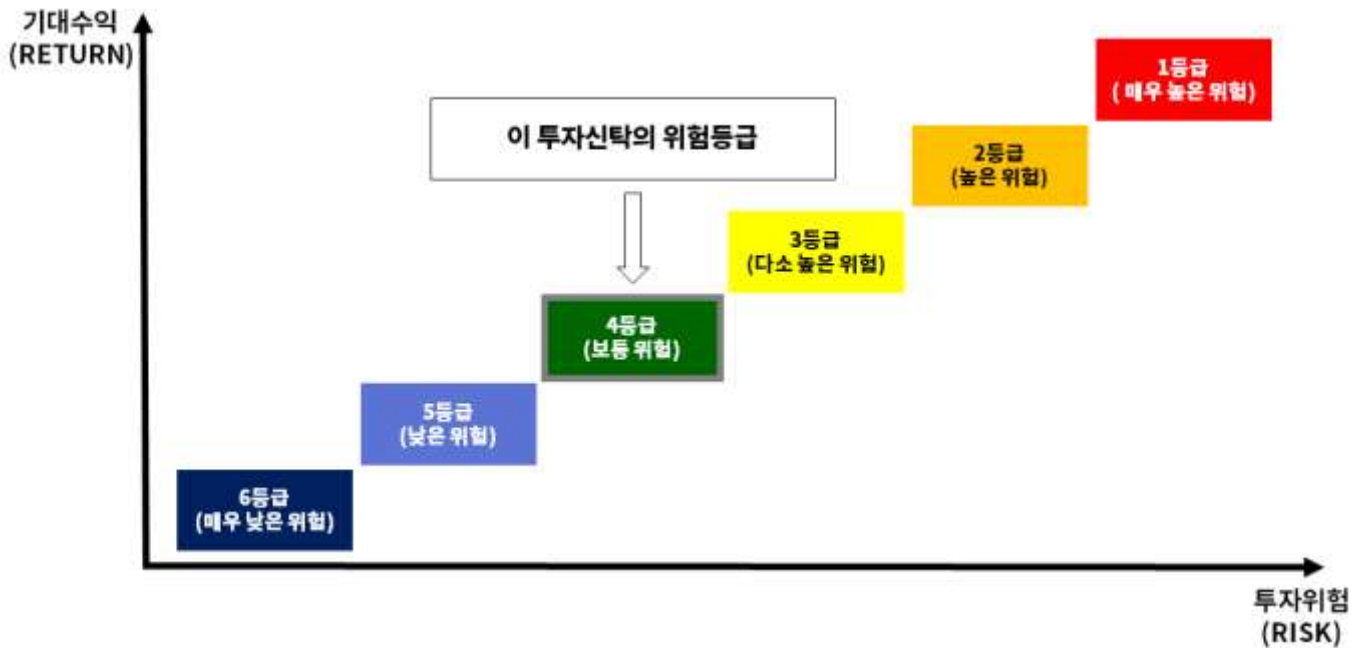 기대수익
(RETURN)
1등급
( 매우 높은 위험)
이 투자신탁의 위험등급
2등급
(높은 위험)
3등급
(다소 높은 위험)
4등급
(보통 위험)
5등급
(낮은 위험)
6등급
(매우 낮은 위험)
투자위험
(RISK)